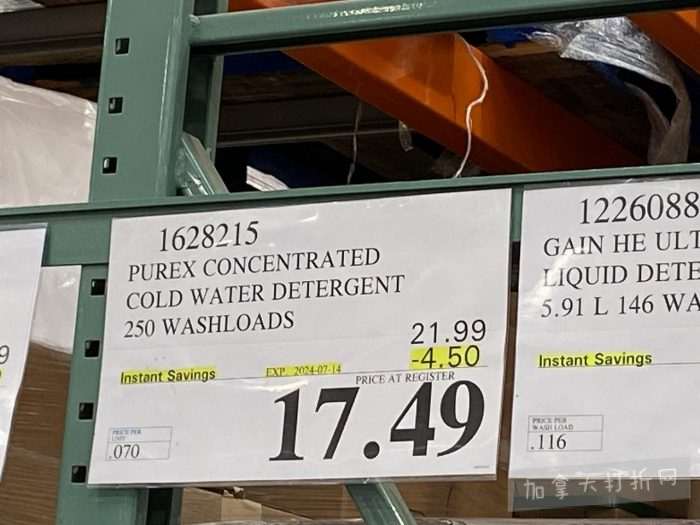 1628215
PUREX CONCENTRATED
COLD WATER DETERGENT
250 WASHLOADS
21.99
Instant Savings EXP. 2024-07-14 -4.50
PRICE AT REGISTER
17.49
PRICE PER
UNIT
.070
1226088
GAIN HE ULT
LIQUID DETE
5.91 L 146 WA
Instant Savings
PRICE PER
WASH LOAD
.116
9
加拿大打折网